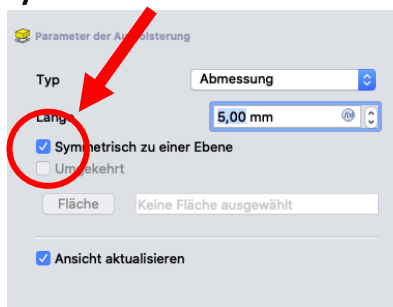 Parameter der Aufpolsterung
Typ Abmessung
Länge 5,00 mm
Symmetrisch zu einer Ebene
Umgekehrt
Fläche Keine Fläche ausgewählt
Ansicht aktualisieren